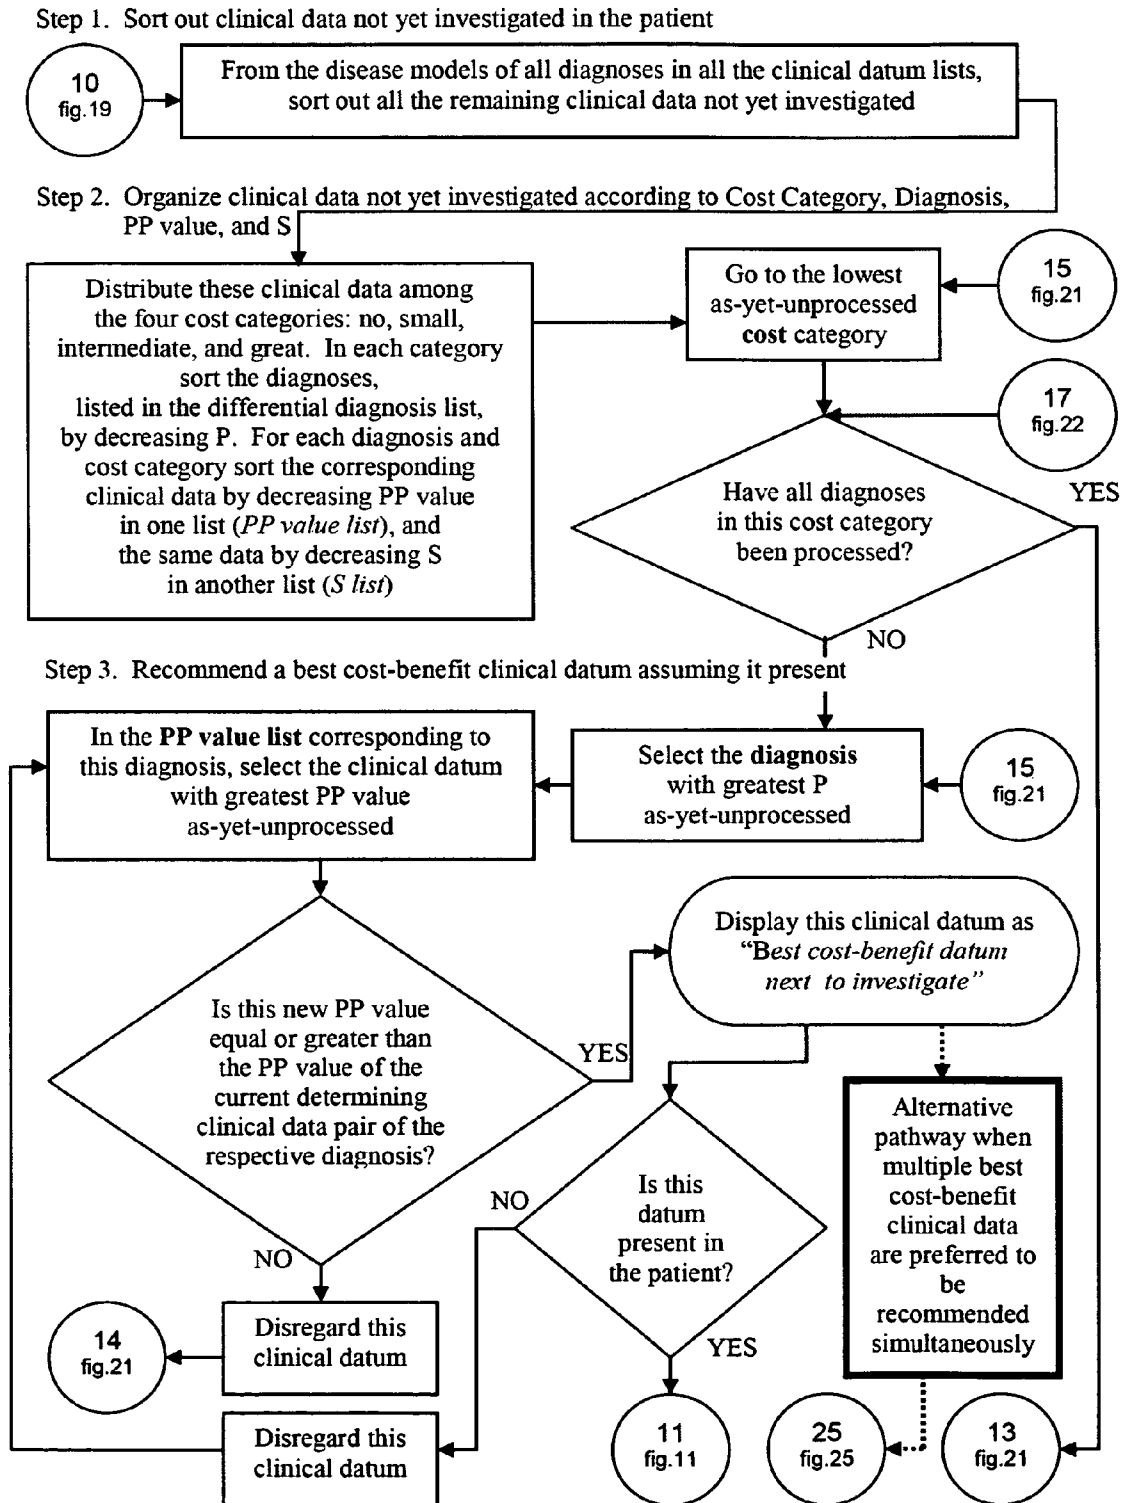 Step 1. Sort out clinical data not yet investigated in the patient
10
fig.19
From the disease models of all diagnoses in all the clinical datum lists,
sort out all the remaining clinical data not yet investigated
Step 2. Organize clinical data not yet investigated according to Cost Category, Diagnosis,
PP value, and S
Distribute these clinical data among
the four cost categories: no, small,
intermediate, and great. In each category
sort the diagnoses,
listed in the differential diagnosis list,
by decreasing P. For each diagnosis and
cost category sort the corresponding
clinical data by decreasing PP value
in one list (PP value list), and
the same data by decreasing S
in another list (S list)
Go to the lowest
as-yet-unprocessed
cost category
15
fig.21
17
fig.22
Have all diagnoses
in this cost category
been processed?
YES
NO
Step 3. Recommend a best cost-benefit clinical datum assuming it present
In the PP value list corresponding to
this diagnosis, select the clinical datum
with greatest PP value
as-yet-unprocessed
Select the diagnosis
with greatest P
as-yet-unprocessed
15
fig.21
Is this new PP value
equal or greater than
the PP value of the
current determining
clinical data pair of the
respective diagnosis?
YES
NO
Display this clinical datum as
“Best cost-benefit datum
next to investigate”
Is this
datum
present in
the patient?
NO
YES
Alternative
pathway when
multiple best
cost-benefit
clinical data
are preferred to
be
recommended
simultaneously
14
fig.21
Disregard this
clinical datum
Disregard this
clinical datum
11
fig.11
25
fig.25
13
fig.21